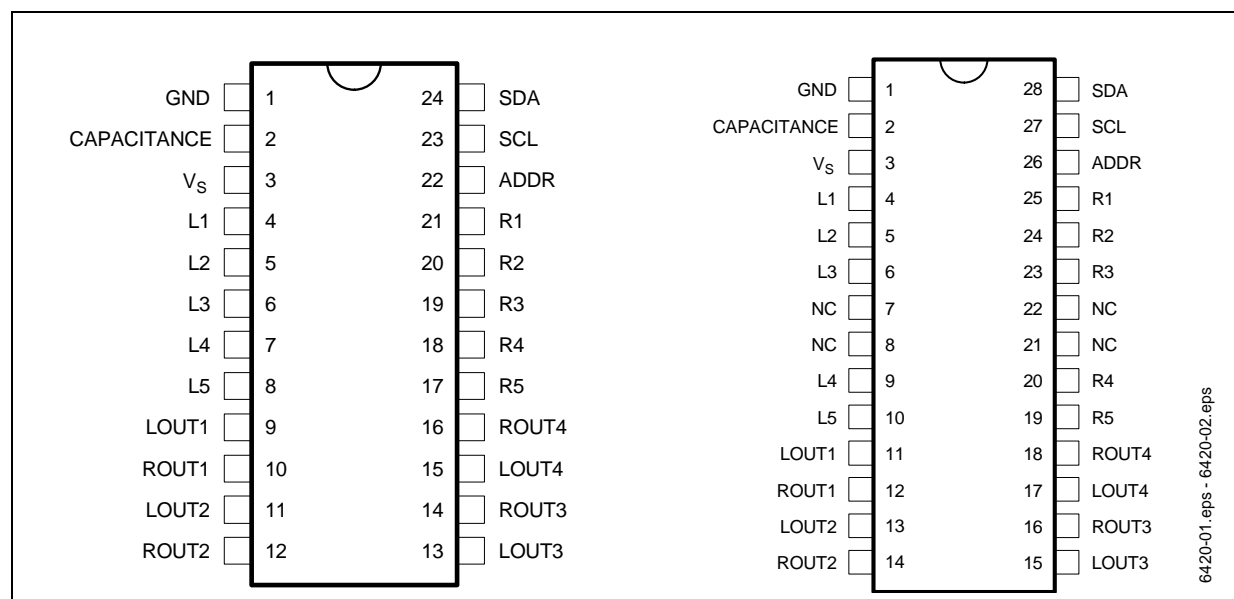 GND 1 24 SDA
CAPACITANCE 2 23 SCL
VS 3 22 ADDR
L1 4 21 R1
L2 5 20 R2
L3 6 19 R3
L4 7 18 R4
L5 8 17 R5
LOUT1 9 16 ROUT4
ROUT1 10 15 LOUT4
LOUT2 11 14 ROUT3
ROUT2 12 13 LOUT3
GND 1 28 SDA
CAPACITANCE 2 27 SCL
VS 3 26 ADDR
L1 4 25 R1
L2 5 24 R2
L3 6 23 R3
NC 7 22 NC
NC 8 21 NC
L4 9 20 R4
L5 10 19 R5
LOUT1 11 18 ROUT4
ROUT1 12 17 LOUT4
LOUT2 13 16 ROUT3
ROUT2 14 15 LOUT3
6420-01.eps - 6420-02.eps